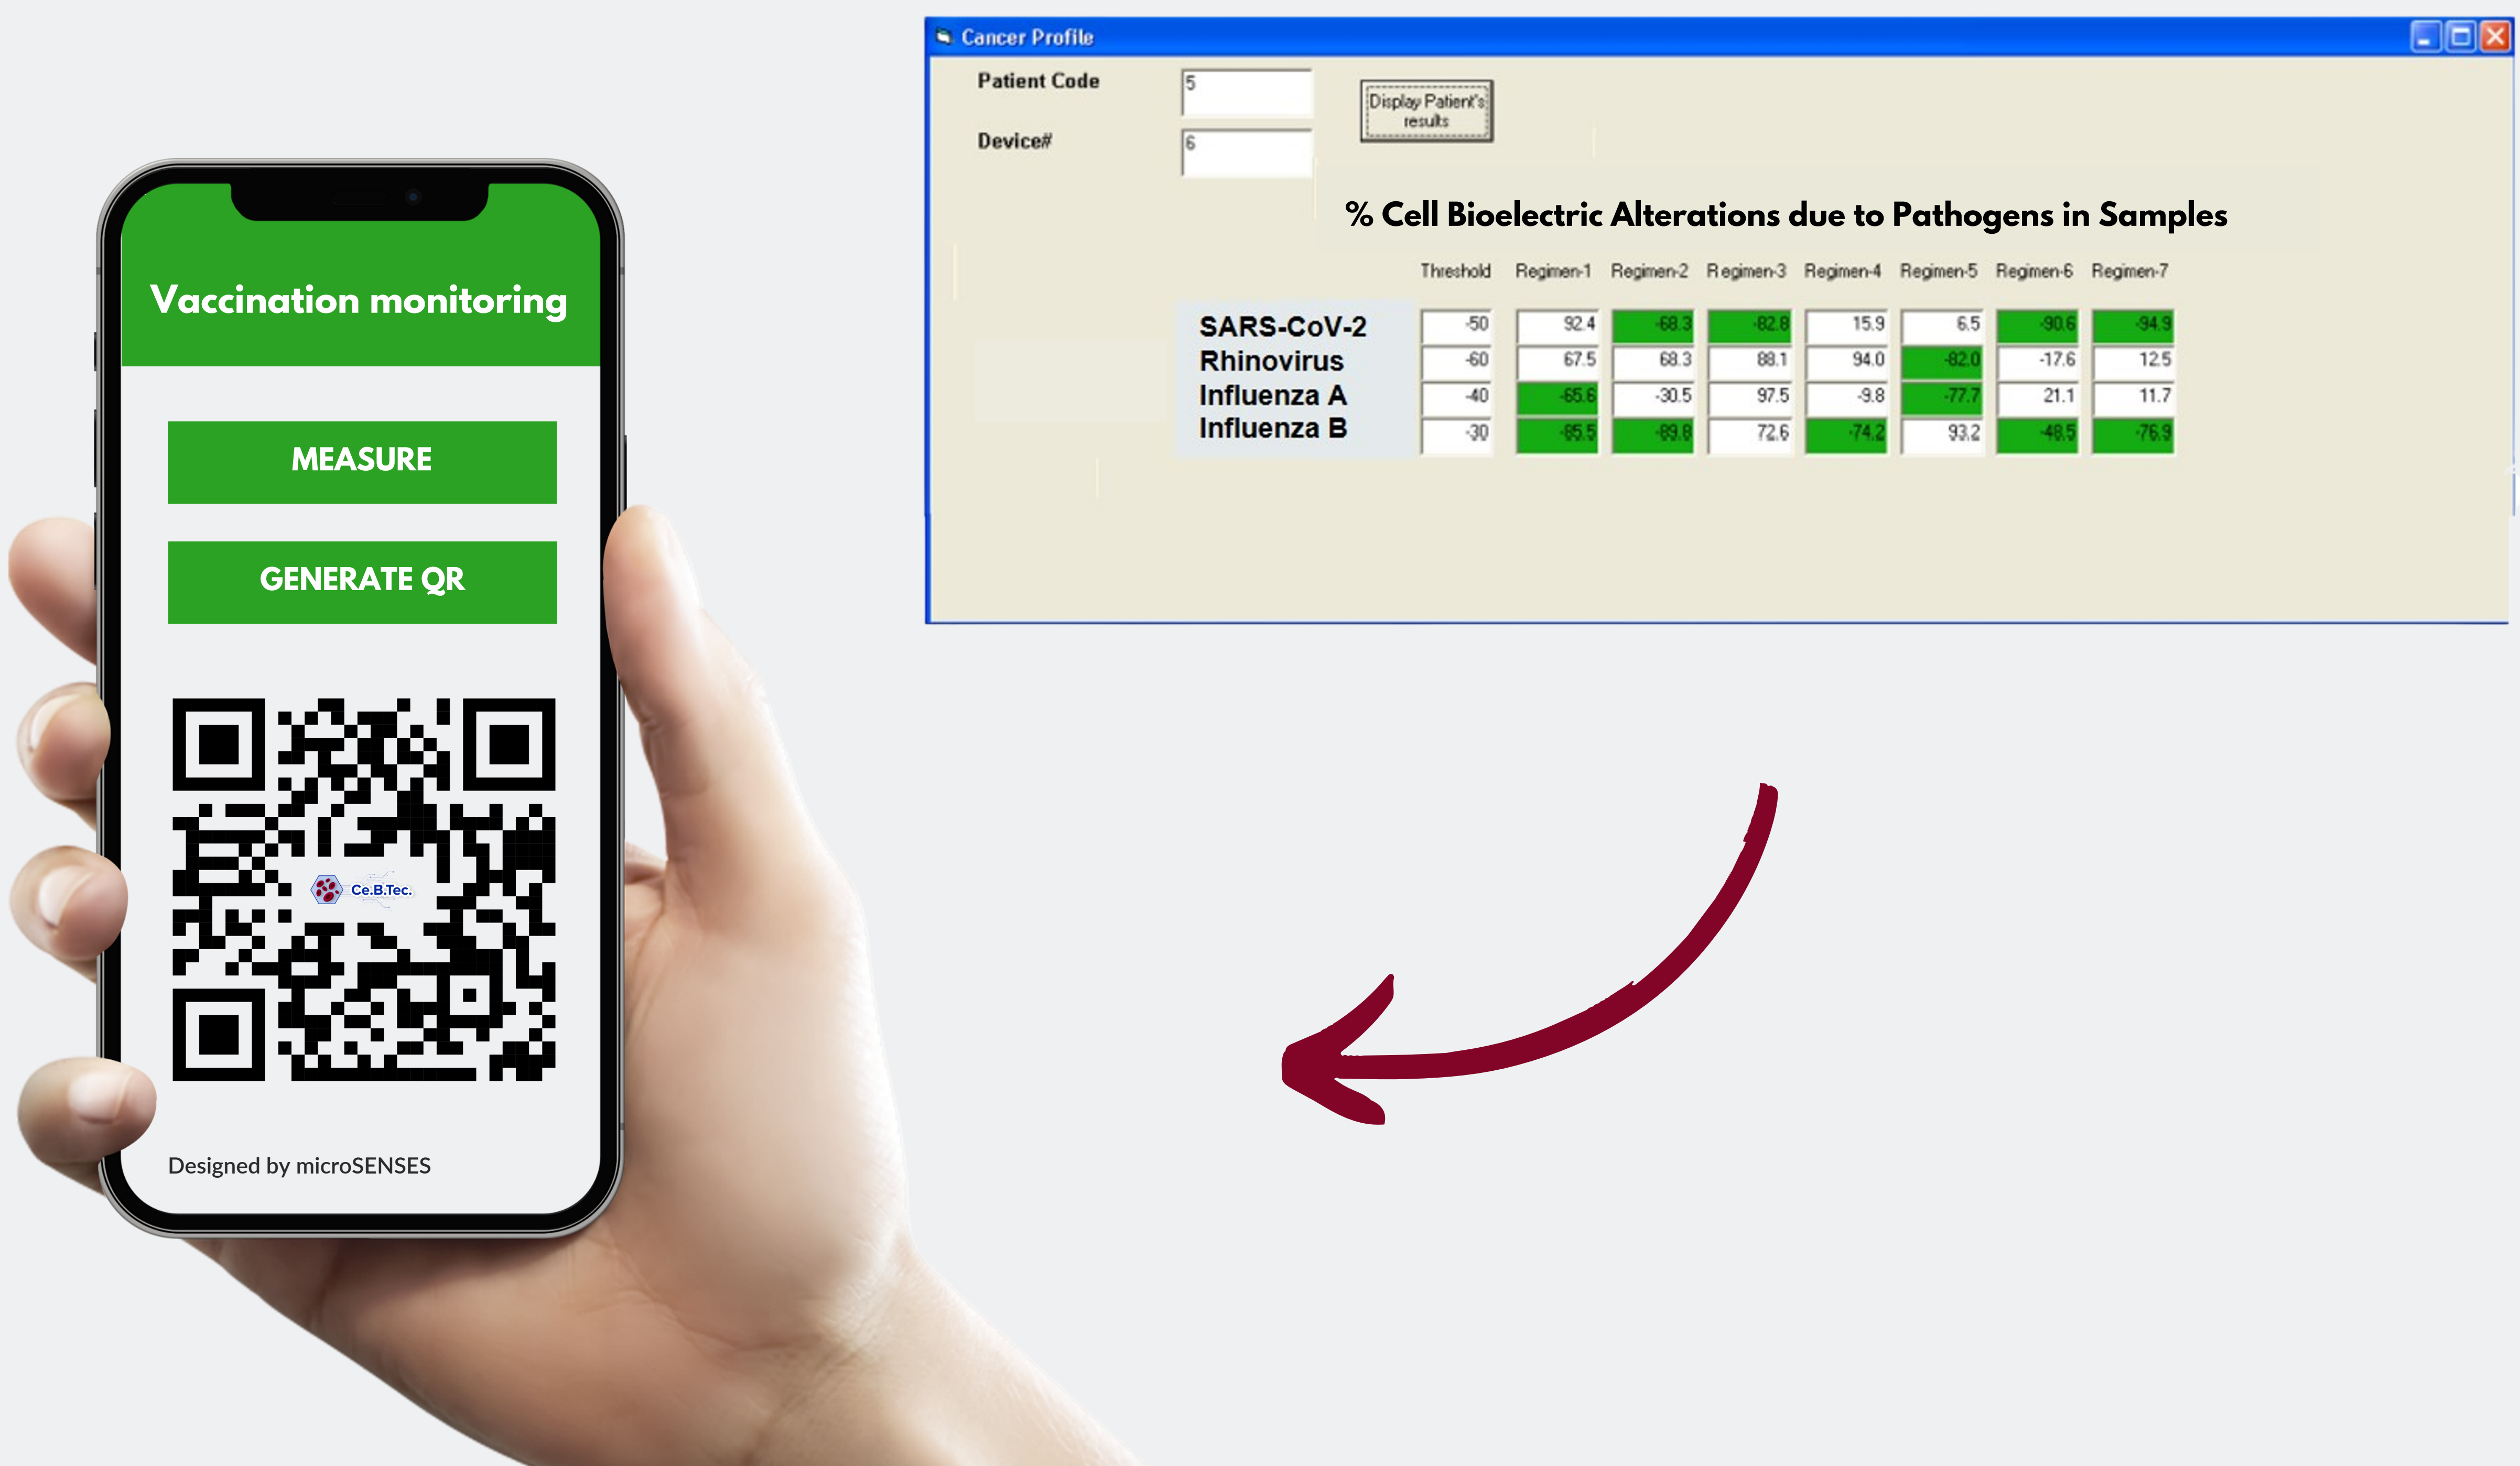 Cancer Profile
Patient Code
5
Display Patient's
results
Device#
6
% Cell Bioelectric Alterations due to Pathogens in Samples
Threshold Regimen-1 Regimen-2 Regimen-3 Regimen-4 Regimen-5 Regimen-6 Regimen-7
SARS-CoV-2 -50 92.4 -68.3 -82.8 15.9 6.5 -90.6 -94.9
Rhinovirus -60 67.5 68.3 88.1 94.0 -82.0 -17.6 12.5
Influenza A -40 -65.6 -30.5 97.5 -9.8 -77.7 21.1 11.7
Influenza B -30 -85.5 -89.8 72.6 -74.2 93.2 -48.5 -76.9
Vaccination monitoring
MEASURE
GENERATE QR
Ce.B.Tec.
Designed by microSENSES